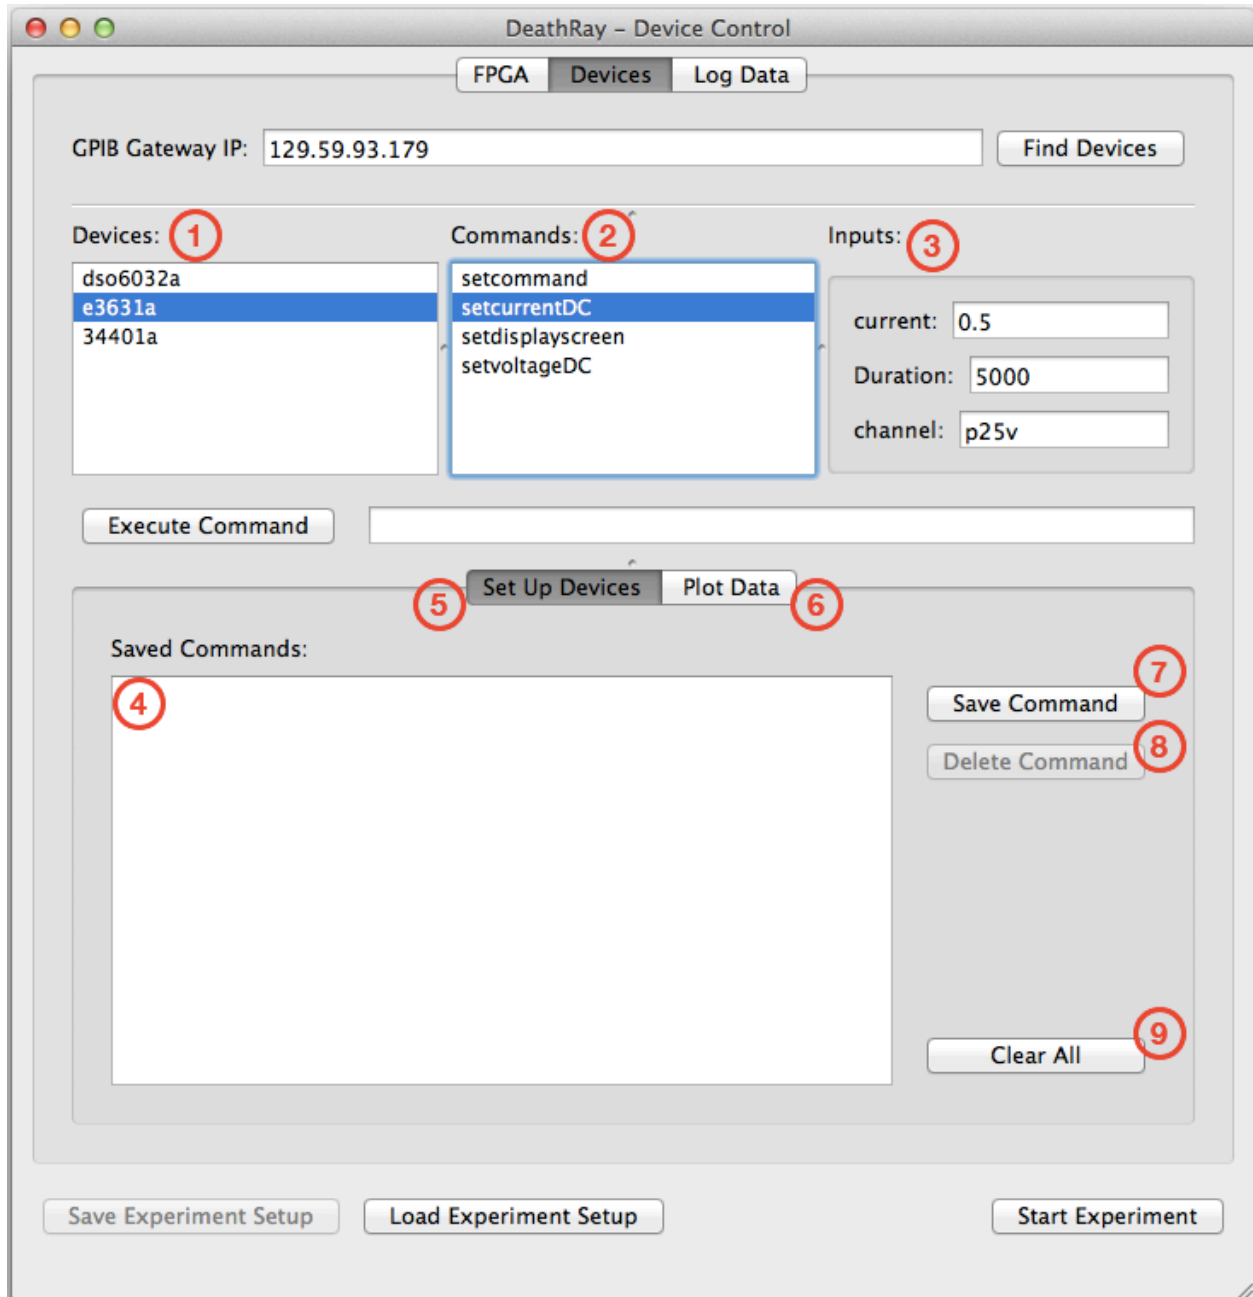 DeathRay – Device Control
FPGA Devices Log Data
GPIB Gateway IP: 129.59.93.179 Find Devices
Devices: 1 Commands: 2 Inputs: 3
dso6032a setcommand
e3631a setcurrentDC current: 0.5
34401a setdisplayscreen
setvoltageDC Duration: 5000
channel: p25v
Execute Command
5 Set Up Devices Plot Data 6
Saved Commands:
4 Save Command 7
Delete Command 8
Clear All 9
Save Experiment Setup Load Experiment Setup Start Experiment